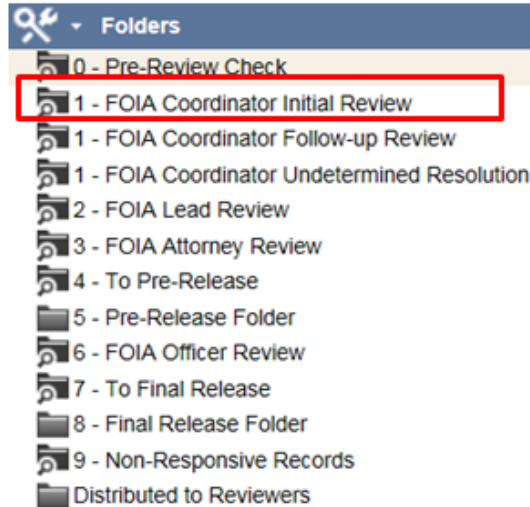 Folders
0 - Pre-Review Check
1 - FOIA Coordinator Initial Review
1 - FOIA Coordinator Follow-up Review
1 - FOIA Coordinator Undetermined Resolution
2 - FOIA Lead Review
3 - FOIA Attorney Review
4 - To Pre-Release
5 - Pre-Release Folder
6 - FOIA Officer Review
7 - To Final Release
8 - Final Release Folder
9 - Non-Responsive Records
Distributed to Reviewers